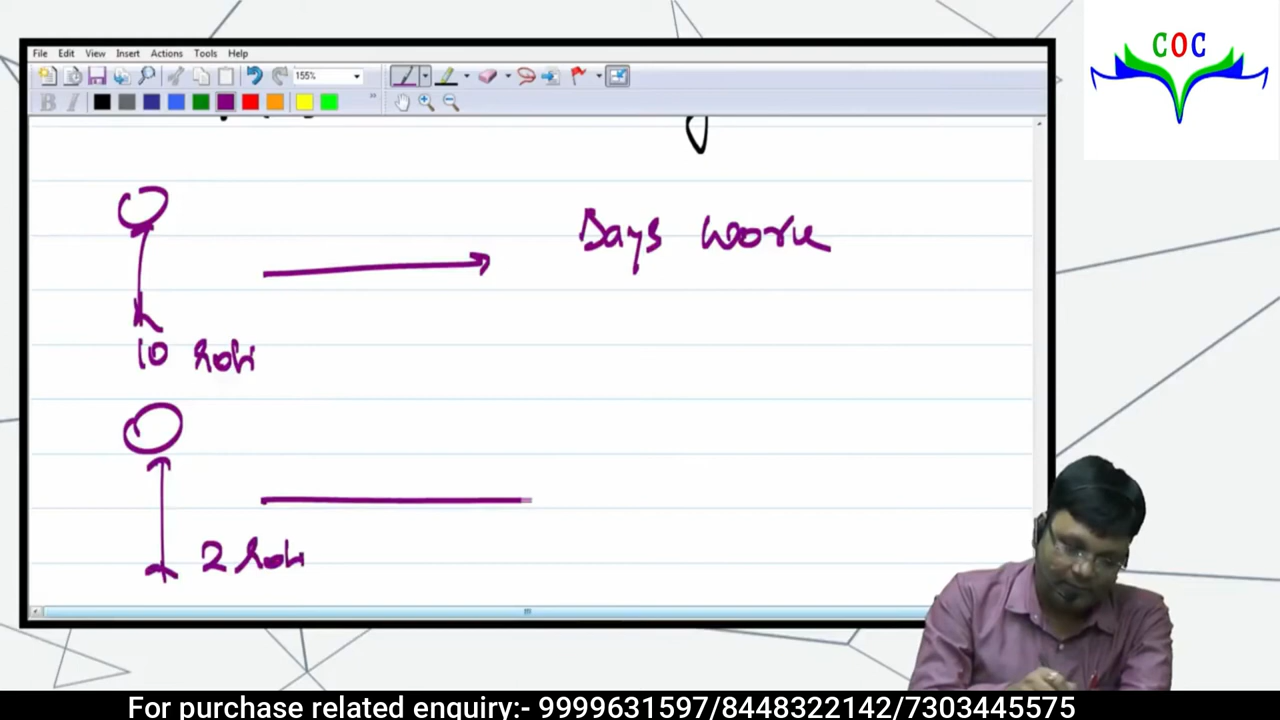 COC
File Edit View Insert Actions Tools Help
155%
B I
Days work
10 Roti
2 Roti
For purchase related enquiry:- 9999631597/8448322142/7303445575